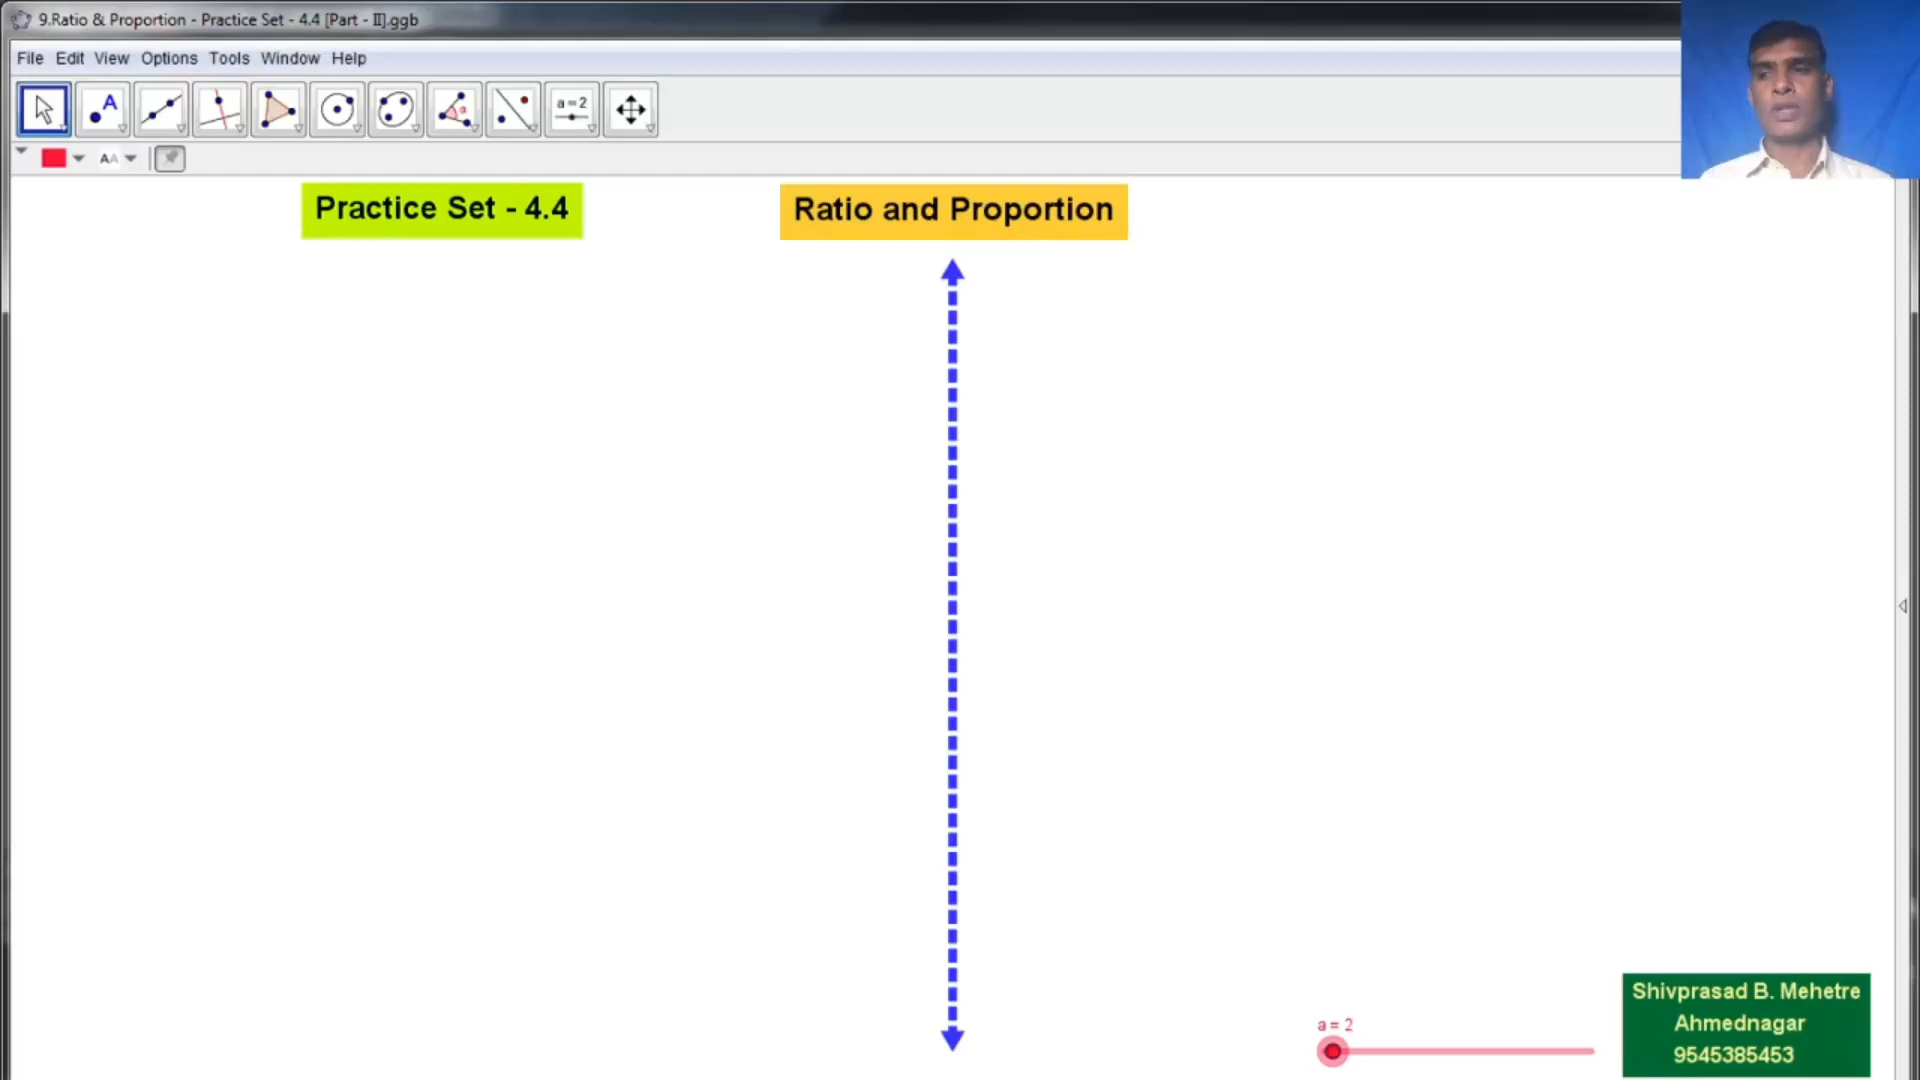 9.Ratio & Proportion - Practice Set - 4.4 [Part - II].ggb
File Edit View Options Tools Window Help
A
α
a = 2
AA
Practice Set - 4.4
Ratio and Proportion
a = 2
Shivprasad B. Mehetre
Ahmednagar
9545385453